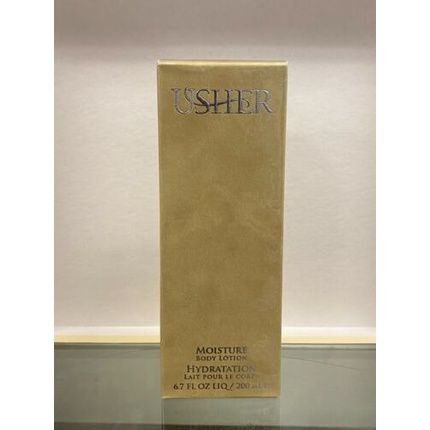 USHER
MOISTURE
BODY LOTION
HYDRATATION
LAIT POUR LE CORPS
6.7 FL OZ LIQ / 200 mL